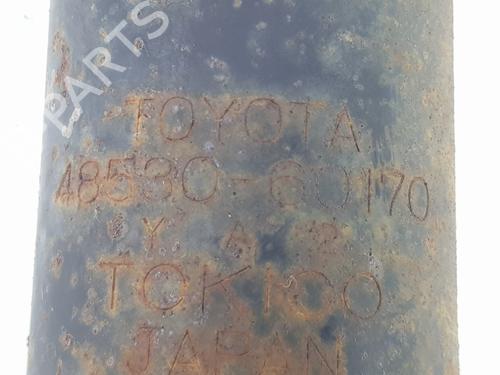 PARTS
TOYOTA
48530-60170
TOKICO
JAPAN